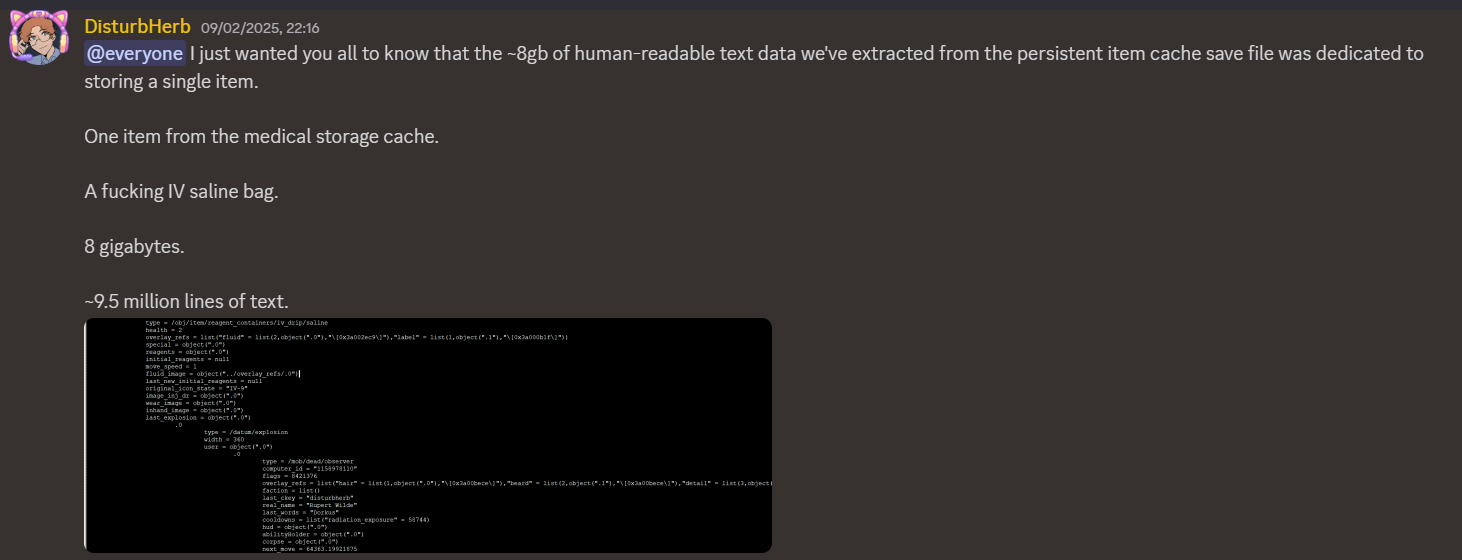 DisturbHerb 09/02/2025, 22:16
@everyone I just wanted you all to know that the ~8gb of human-readable text data we've extracted from the persistent item cache save file was dedicated to
storing a single item.
One item from the medical storage cache.
A fucking IV saline bag.
8 gigabytes.
~9.5 million lines of text.
type = /obj/item/reagent_containers/iv_drip/saline
health = 2
overlay_refs = list("fluid" = list(2,object(".0"),"\[0x3a002ec9\]"),"label" = list(1,object(".1"),"\[0x3a000b1f\]"))
special = object(".0")
reagents = object(".0")
initial_reagents = null
move_speed = 1
fluid_image = object("../overlay_refs/.0")
last_new_initial_reagents = null
original_icon_state = "IV-9"
image_inj_dr = object(".0")
wear_image = object(".0")
inhand_image = object(".0")
last_explosion = object(".0")
.0
type = /datum/explosion
width = 360
user = object(".0")
.0
type = /mob/dead/observer
computer_id = "1158978110"
flags = 8421376
overlay_refs = list("hair" = list(1,object(".0"),"\[0x3a00bece\]"),"beard" = list(2,object(".1"),"\[0x3a00bece\]"),"detail" = list(3,object(
faction = list()
last_ckey = "disturbherb"
real_name = "Rupert Wilde"
last_words = "Dorkus"
cooldowns = list("radiation_exposure" = 58744)
hud = object(".0")
abilityHolder = object(".0")
corpse = object(".0")
next_move = 64363.19921875